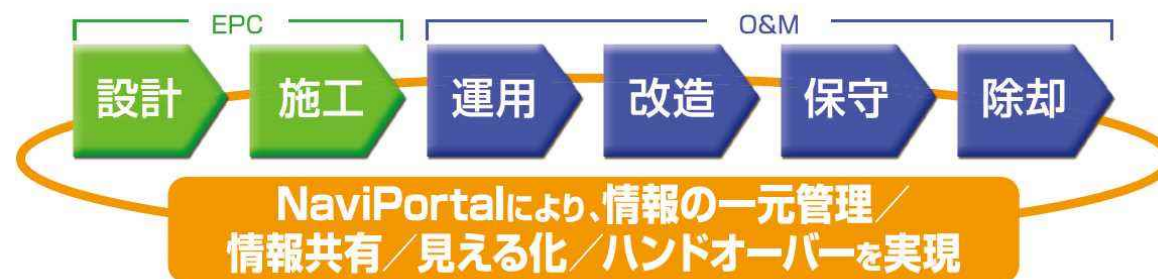 EPC
O&M
設計
施工
運用
改造
保守
除却
NaviPortalにより、情報の一元管理／
情報共有／見える化／ハンドオーバーを実現